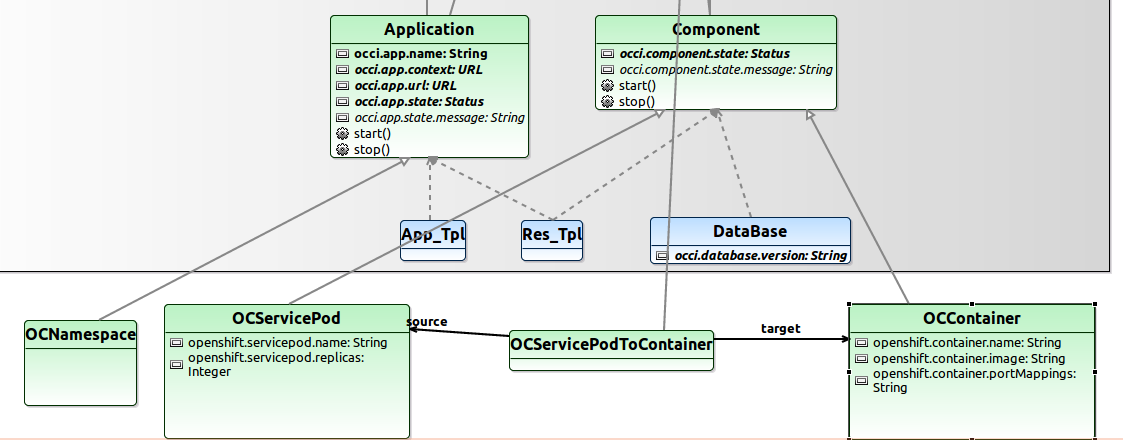 Application
occi.app.name: String
occi.app.context: URL
occi.app.url: URL
occi.app.state: Status
occi.app.state.message: String
start()
stop()
Component
occi.component.state: Status
occi.component.state.message: String
start()
stop()
App_Tpl
Res_Tpl
DataBase
occi.database.version: String
OCNamespace
OCServicePod
openshift.servicepod.name: String
openshift.servicepod.replicas:
Integer
source
OCServicePodToContainer
target
OCContainer
openshift.container.name: String
openshift.container.image: String
openshift.container.portMappings:
String